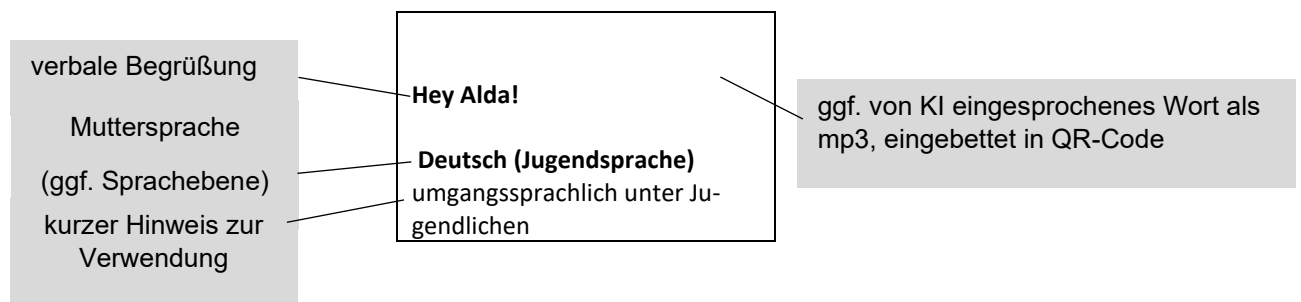 verbale Begrüßung
Muttersprache
(ggf. Sprachebene)
kurzer Hinweis zur
Verwendung
Hey Alda!
Deutsch (Jugendsprache)
umgangssprachlich unter Ju-
gendlichen
ggf. von KI eingesprochenes Wort als
mp3, eingebettet in QR-Code